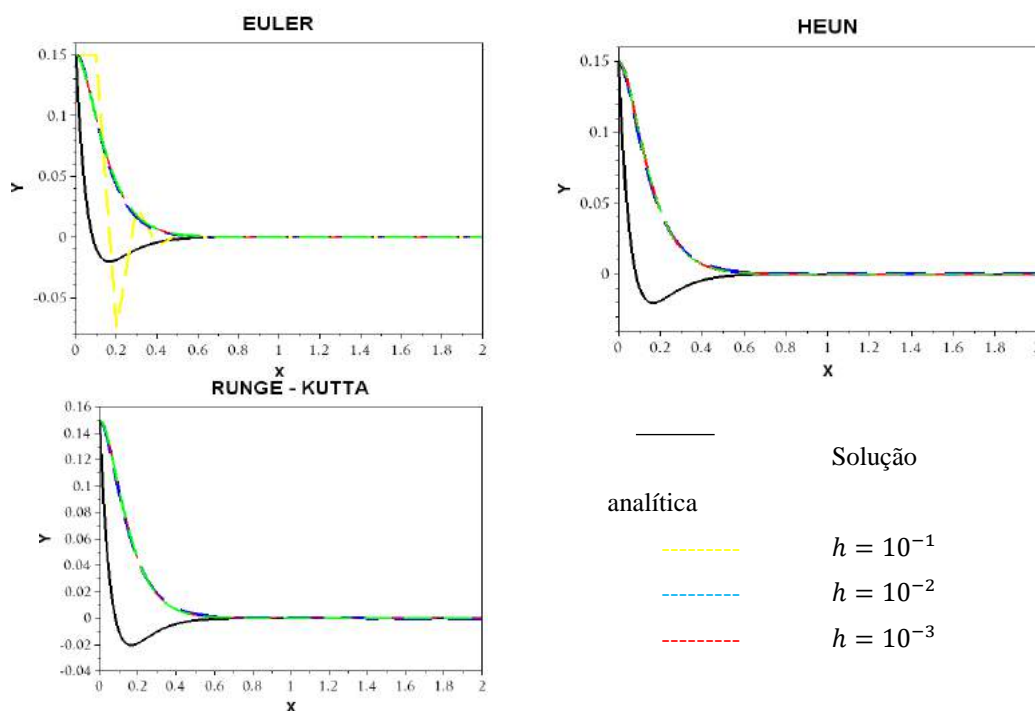 EULER
0.15
0.1
0.05
0
-0.05
Y
0 0.2 0.4 0.6 0.8 1 1.2 1.4 1.6 1.8 2
X
HEUN
0.15
0.1
0.05
0
Y
0 0.2 0.4 0.6 0.8 1 1.2 1.4 1.6 1.8 2
X
RUNGE - KUTTA
0.16
0.14
0.12
0.1
0.08
0.06
0.04
0.02
0
-0.02
-0.04
Y
0 0.2 0.4 0.6 0.8 1 1.2 1.4 1.6 1.8 2
X
Solução
analítica
h = 10⁻¹
h = 10⁻²
h = 10⁻³